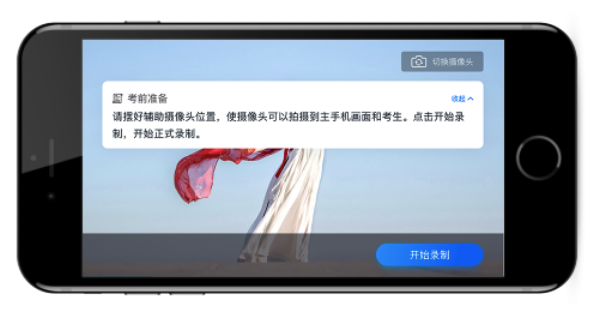 切换摄像头
考前准备
收起
请摆好辅助摄像头位置，使摄像头可以拍摄到主手机画面和考生。点击开始录
制，开始正式录制。
开始录制